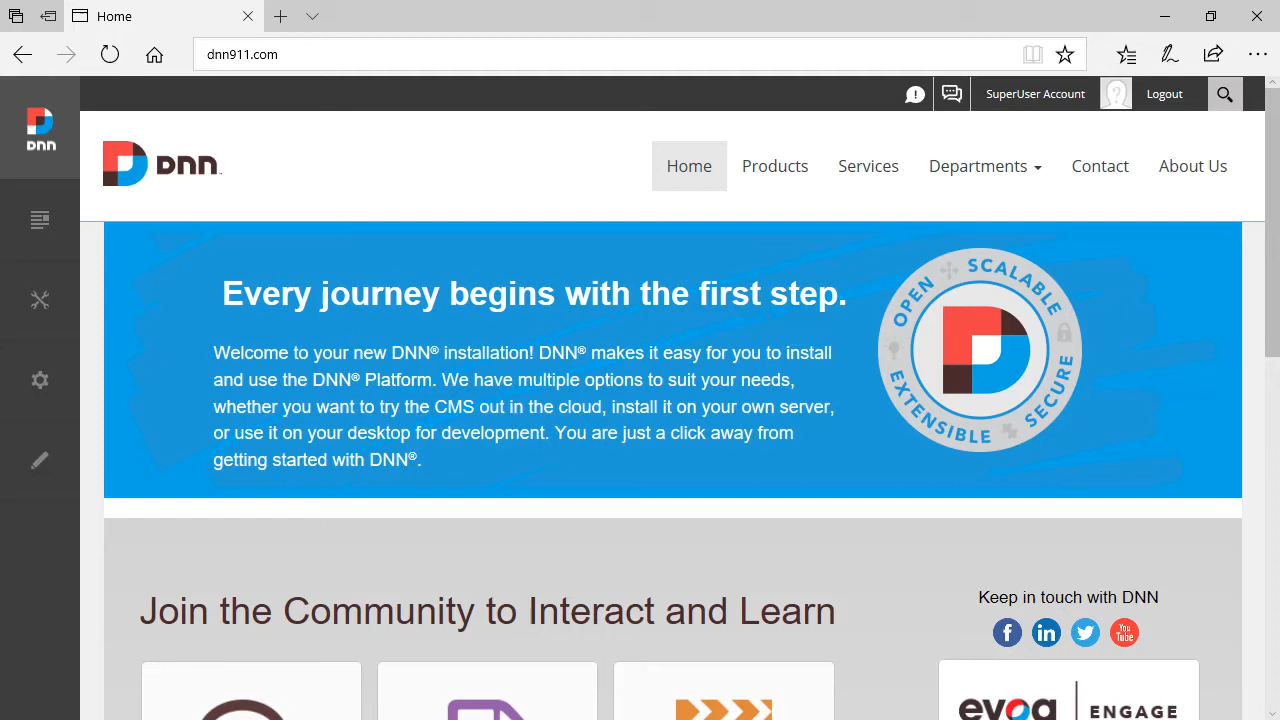 Home
dnn911.com
SuperUser Account
Logout
DNN
DNN
Home
Products
Services
Departments
Contact
About Us
Every journey begins with the first step.
Welcome to your new DNN® installation! DNN® makes it easy for you to install
and use the DNN® Platform. We have multiple options to suit your needs,
whether you want to try the CMS out in the cloud, install it on your own server,
or use it on your desktop for development. You are just a click away from
getting started with DNN®.
OPEN
SCALABLE
EXTENSIBLE
SECURE
Join the Community to Interact and Learn
Keep in touch with DNN
f
in
You
Tube
evoq
ENGAGE